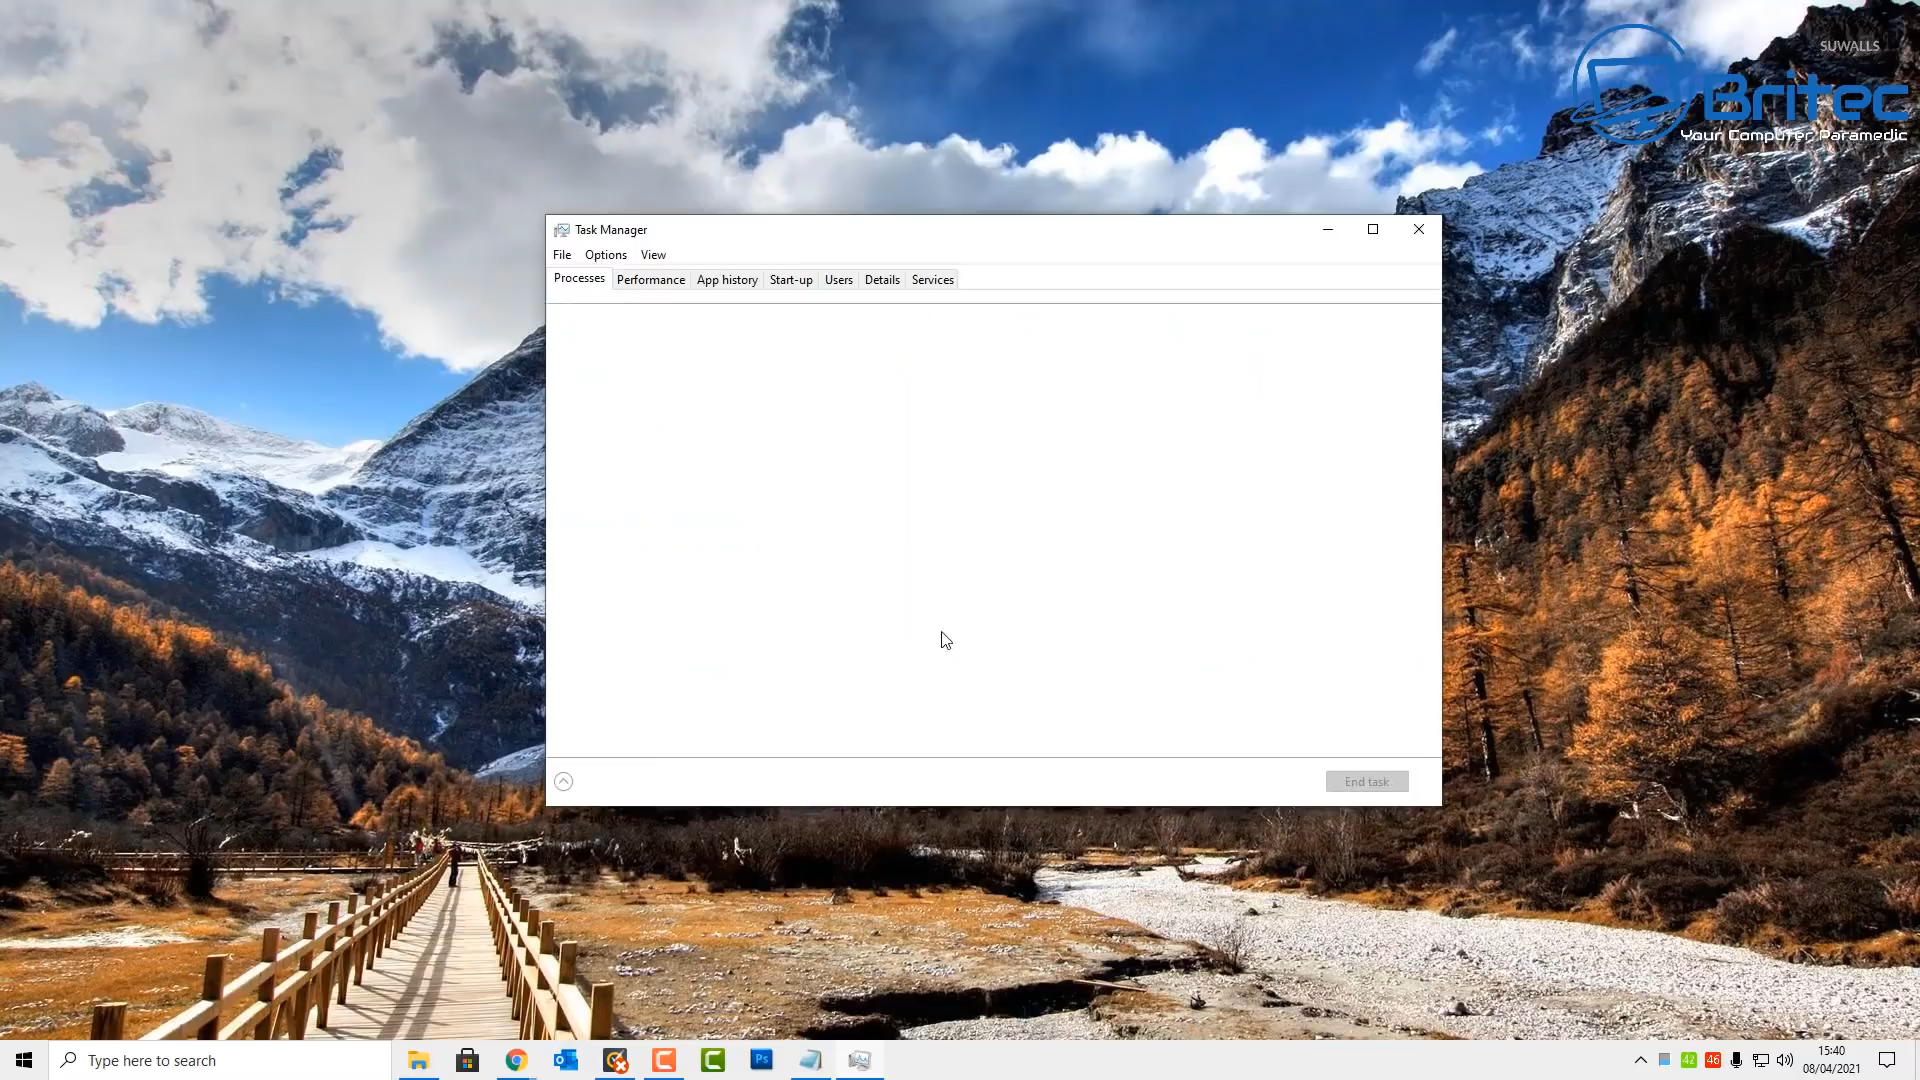 SUWALLS
Britec
Your Computer Paramedic
Task Manager
File Options View
Processes Performance App history Start-up Users Details Services
End task
Type here to search
Ps
42 46
15:40
08/04/2021